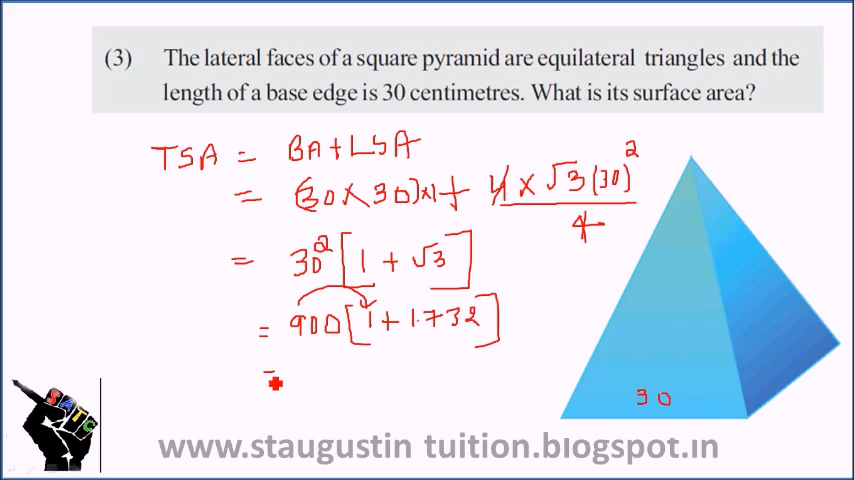 (3) The lateral faces of a square pyramid are equilateral triangles and the
length of a base edge is 30 centimetres. What is its surface area?
TSA = BA + LSA
= (30 × 30) × 1 + 4 × √3 (30)² / 4
= 30² [1 + √3]
= 900 [1 + 1.732]
=
30
SATC
www.staugustin tuition.blogspot.in